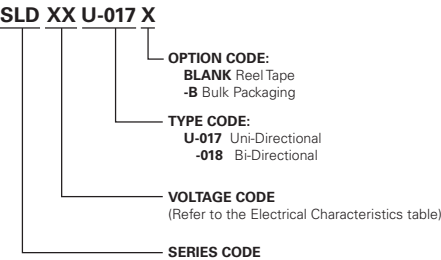 SLD XX U-017 X
OPTION CODE:
BLANK Reel Tape
-B Bulk Packaging
TYPE CODE:
U-017 Uni-Directional
-018 Bi-Directional
VOLTAGE CODE
(Refer to the Electrical Characteristics table)
SERIES CODE